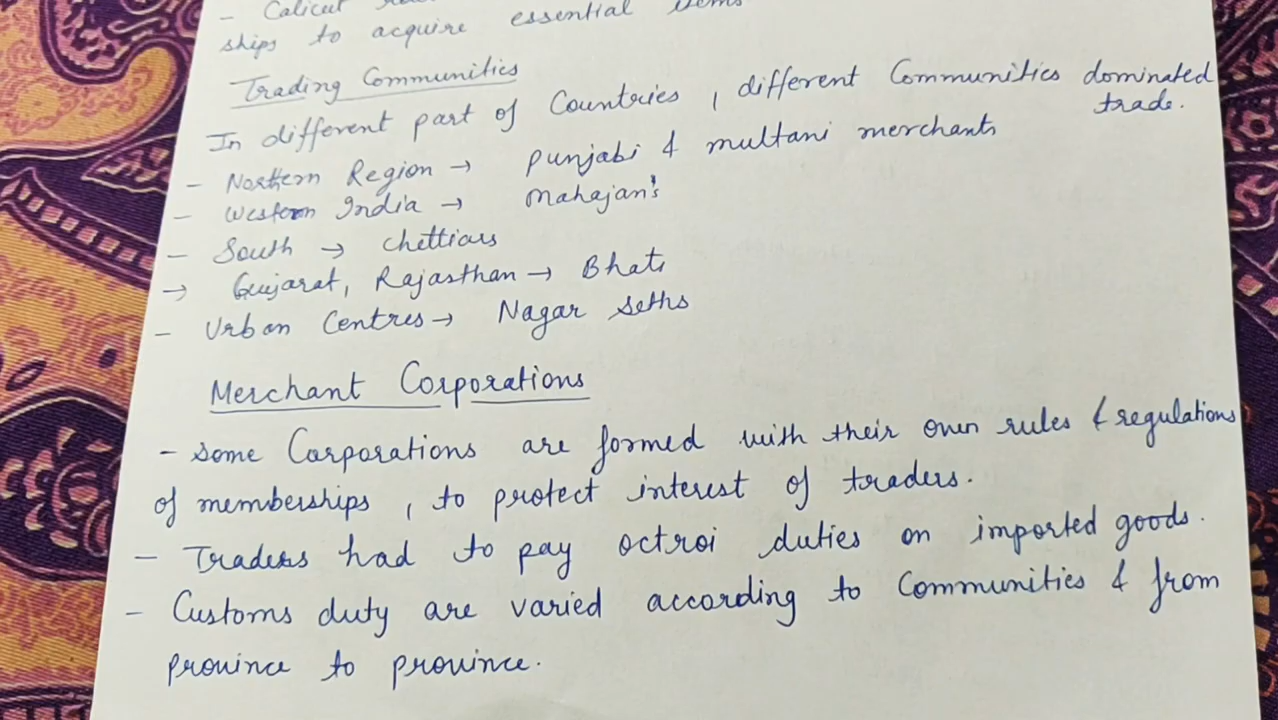 - Calicut
ships to acquire essential items
Trading Communities
In different part of Countries, different Communities dominated trade.
- Northern Region → punjabi & multani merchants
- Western India → mahajan's
- South → chettiars
→ Gujarat, Rajasthan → Bhats
- Urban Centres → Nagar seths
Merchant Corporations
- Some Corporations are formed with their own rules & regulations
of memberships, to protect interest of traders.
- Traders had to pay octroi duties on imported goods.
- Customs duty are varied according to Communities & from
province to province.